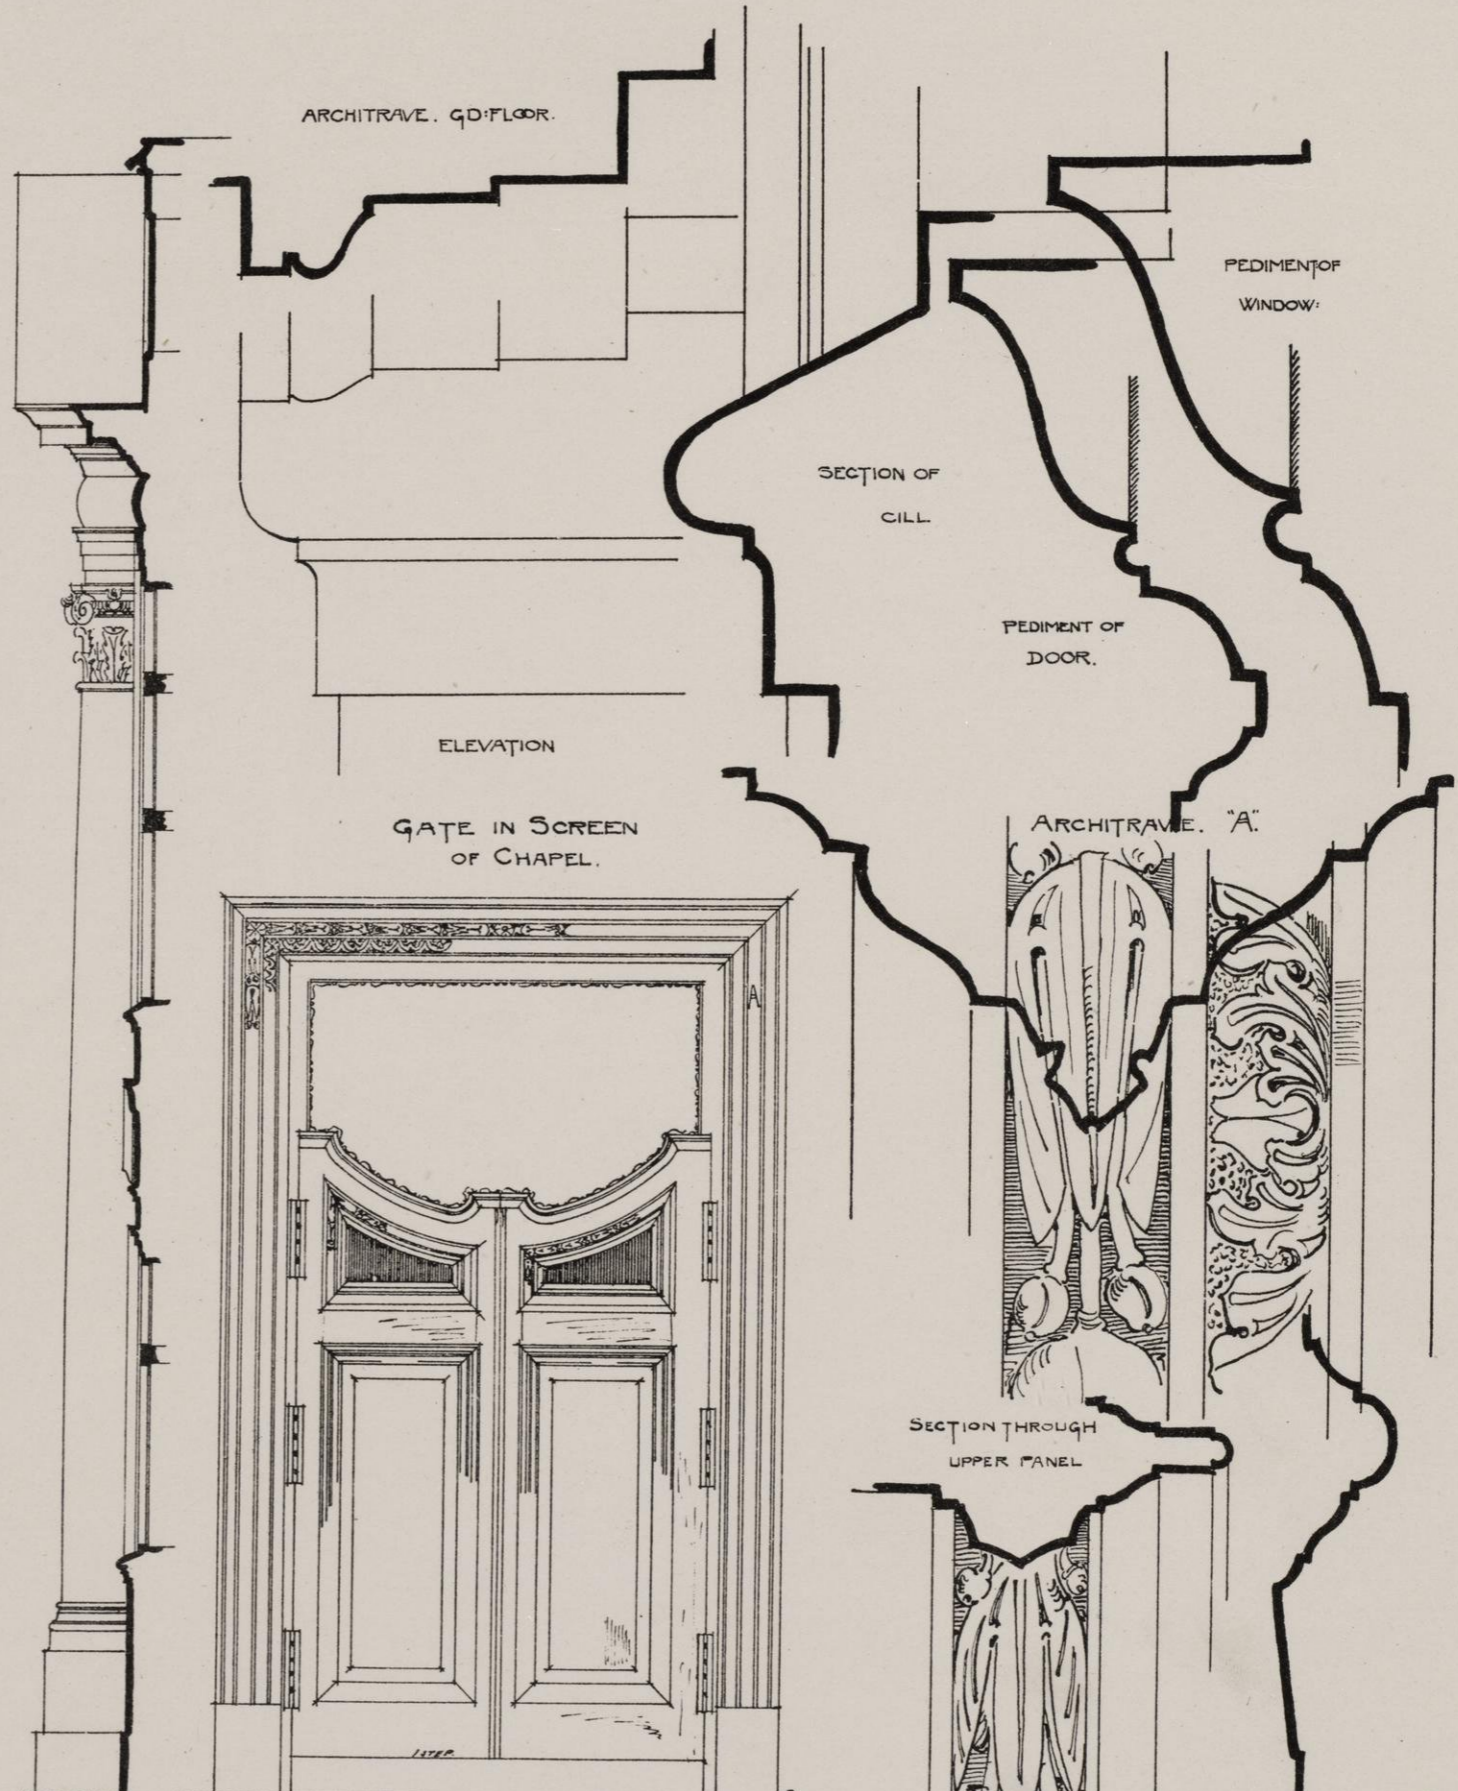 ARCHITRAVE. GD:FLOOR.
PEDIMENT OF
WINDOW:
SECTION OF
CILL
PEDIMENT OF
DOOR.
ELEVATION
GATE IN SCREEN
OF CHAPEL.
ARCHITRAVE. "A".
A
SECTION THROUGH
UPPER PANEL
1 STEP.